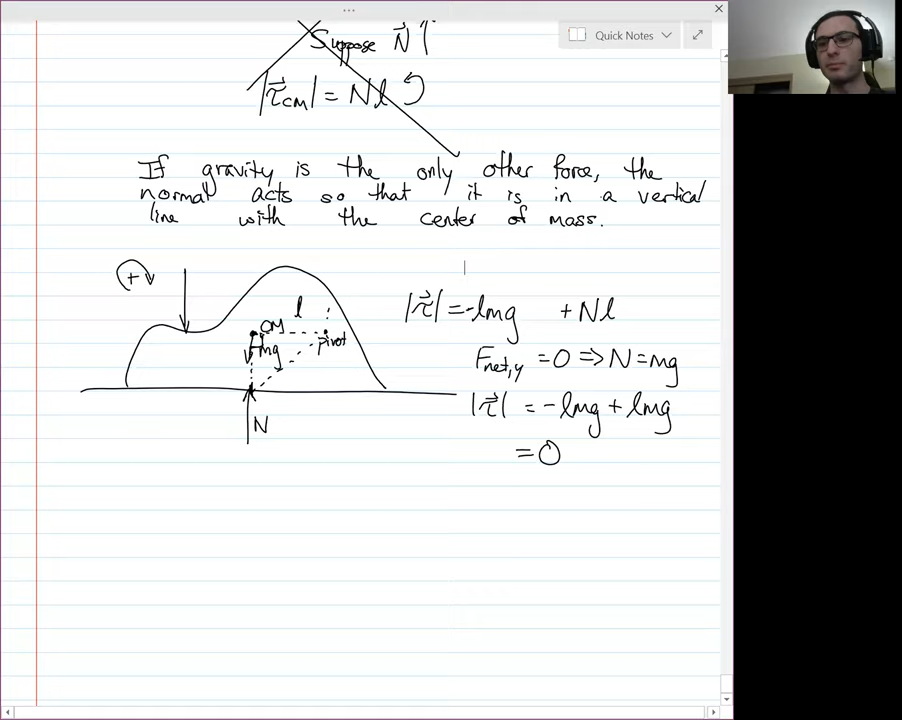 Quick Notes
Suppose N⃗
|τ⃗_CM| = Nl
If gravity is the only other force, the
normal acts so that it is in a vertical
line with the center of mass.
+
l
CM
pivot
mg
N
|τ⃗| = -lmg + Nl
F_net,y = 0 ⇒ N = mg
|τ⃗| = -lmg + lmg
= 0